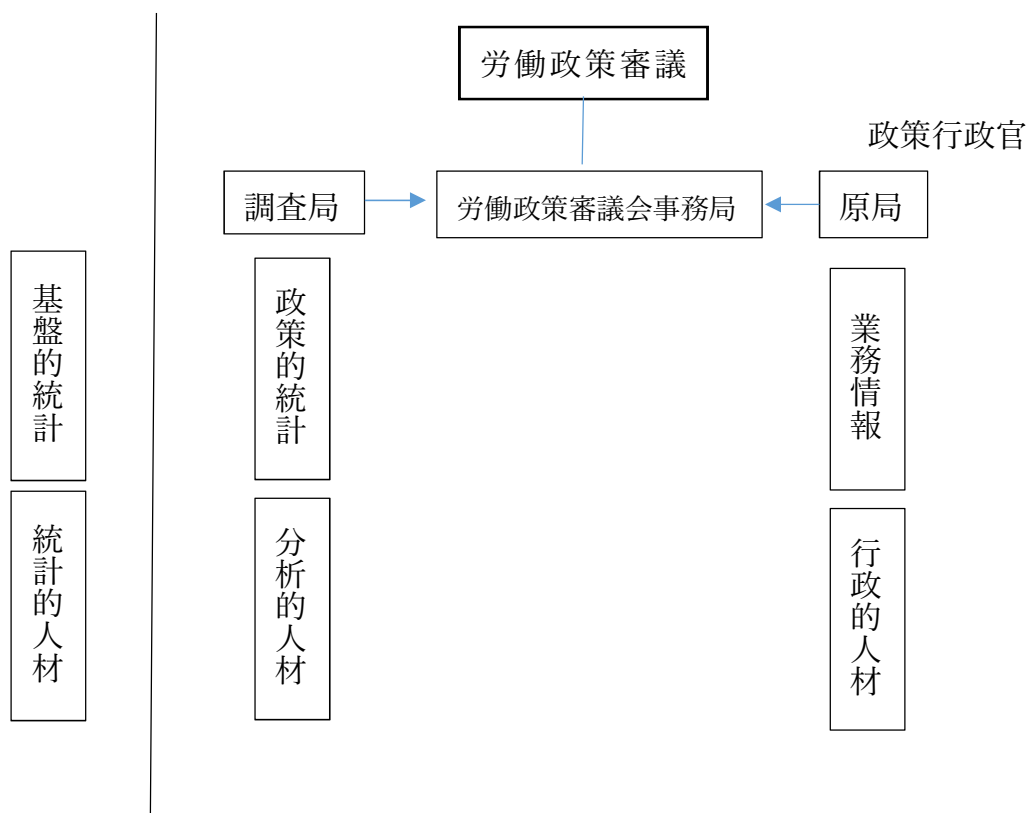 労働政策審議
政策行政官
調査局
労働政策審議会事務局
原局
基盤的統計
政策的統計
業務情報
統計的人材
分析的人材
行政的人材